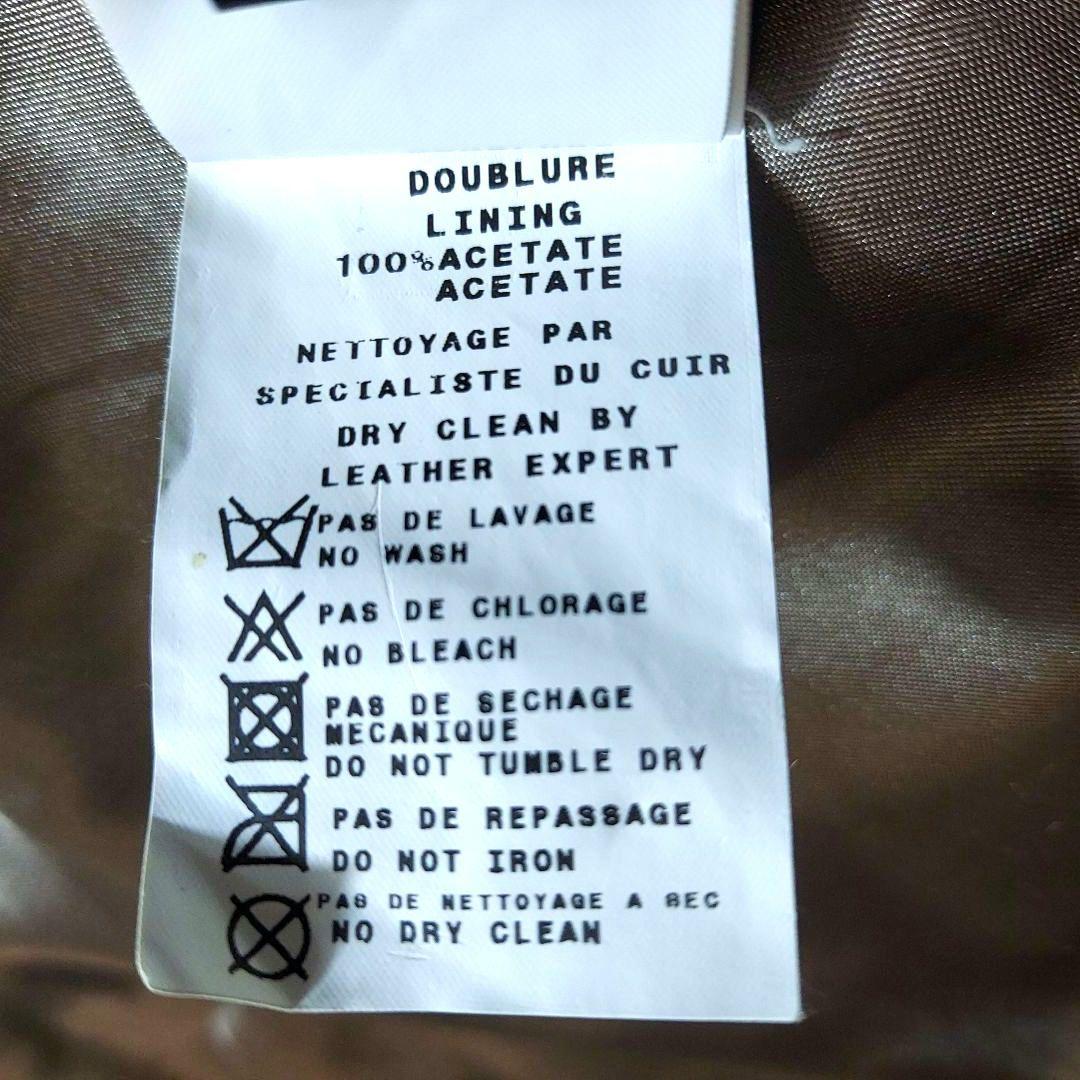 DOUBLURE
LINING
100%ACETATE
ACETATE
NETTOYAGE PAR
SPECIALISTE DU CUIR
DRY CLEAN BY
LEATHER EXPERT
PAS DE LAVAGE
NO WASH
PAS DE CHLORAGE
NO BLEACH
PAS DE SECHAGE
MECANIQUE
DO NOT TUMBLE DRY
PAS DE REPASSAGE
DO NOT IRON
PAS DE NETTOYAGE A SEC
NO DRY CLEAN